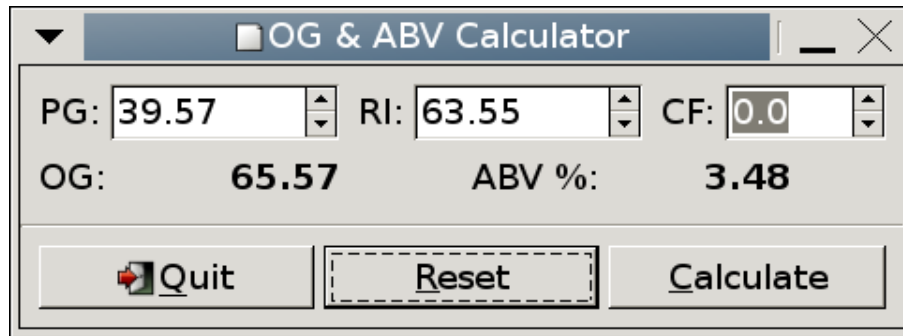 OG & ABV Calculator
PG: 39.57 RI: 63.55 CF: 0.0
OG: 65.57 ABV %: 3.48
Quit Reset Calculate